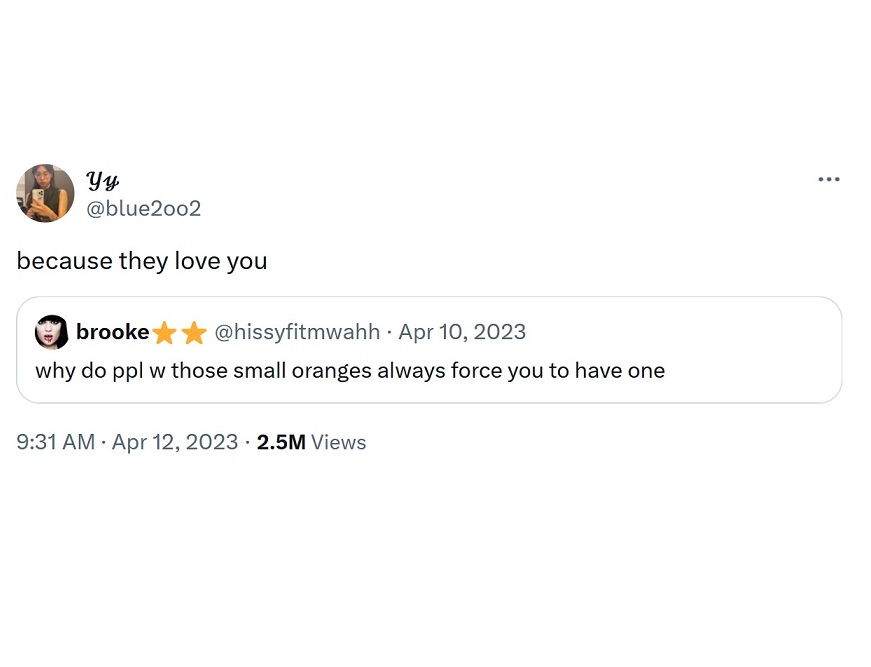 𝓨𝔂
@blue2oo2
because they love you
brooke⭐⭐ @hissyfitmwahh · Apr 10, 2023
why do ppl w those small oranges always force you to have one
9:31 AM · Apr 12, 2023 · 2.5M Views